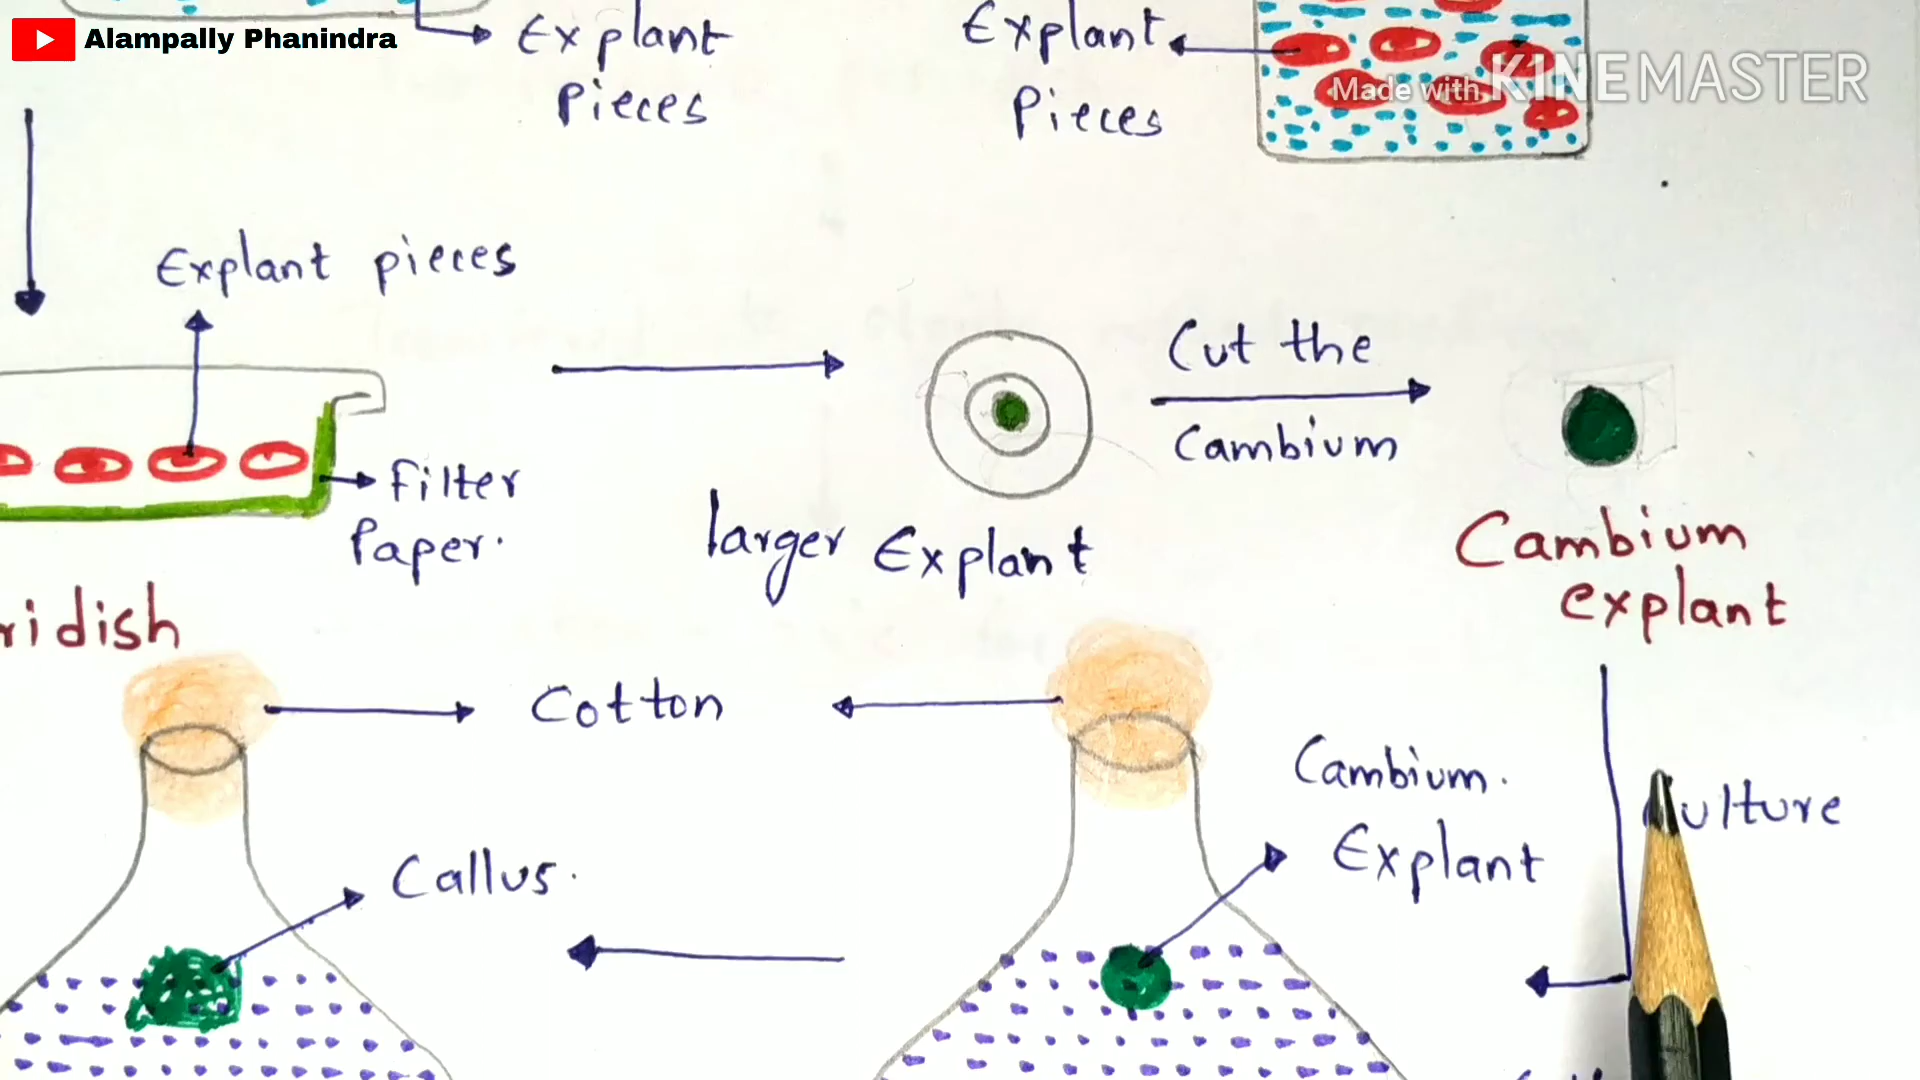 Alampally Phanindra
Explant
Pieces
Explant
Pieces
Made with KINEMASTER
Explant pieces
Filter
Paper.
Cut the
Cambium
larger Explant
Cambium
explant
ridish
Cotton
Cambium.
Explant
Culture
Callus.